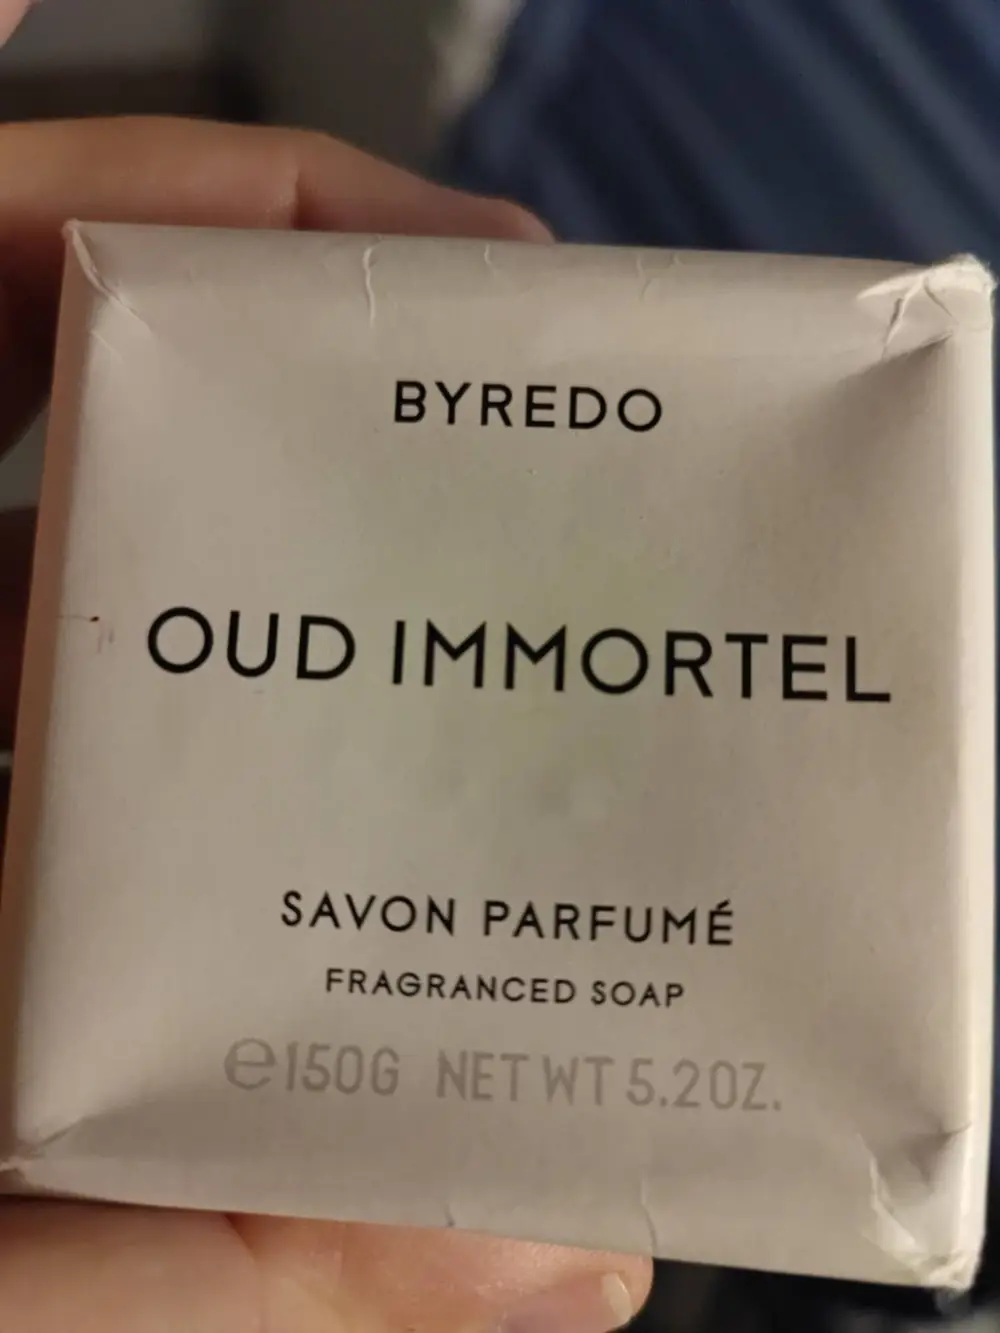 BYREDO
OUD IMMORTEL
SAVON PARFUMÉ
FRAGRANCED SOAP
℮150G NET WT 5.2OZ.